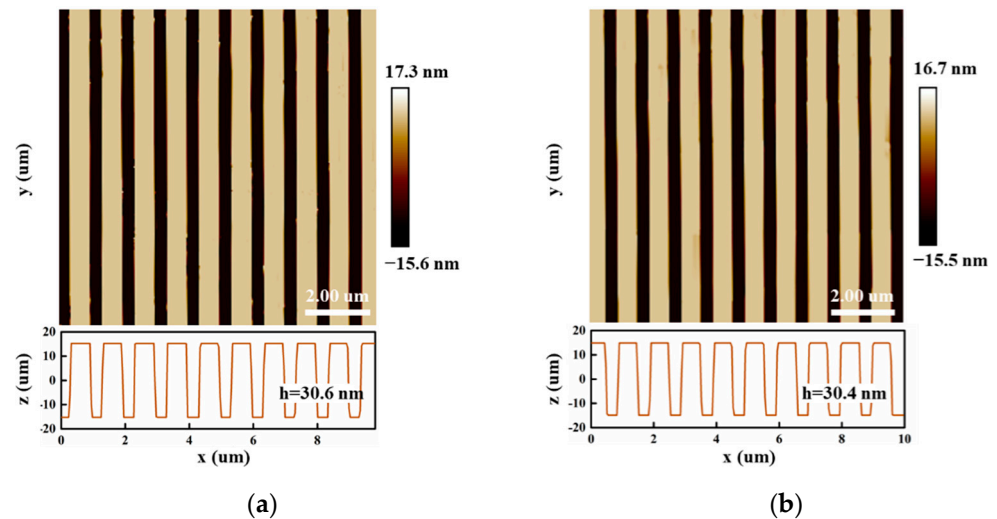 17.3 nm
−15.6 nm
y (um)
2.00 um
20
10
0
-10
-20
z (um)
h=30.6 nm
0 2 4 6 8
x (um)
(a)
16.7 nm
−15.5 nm
y (um)
2.00 um
20
10
0
-10
-20
z (um)
h=30.4 nm
0 2 4 6 8 10
x (um)
(b)